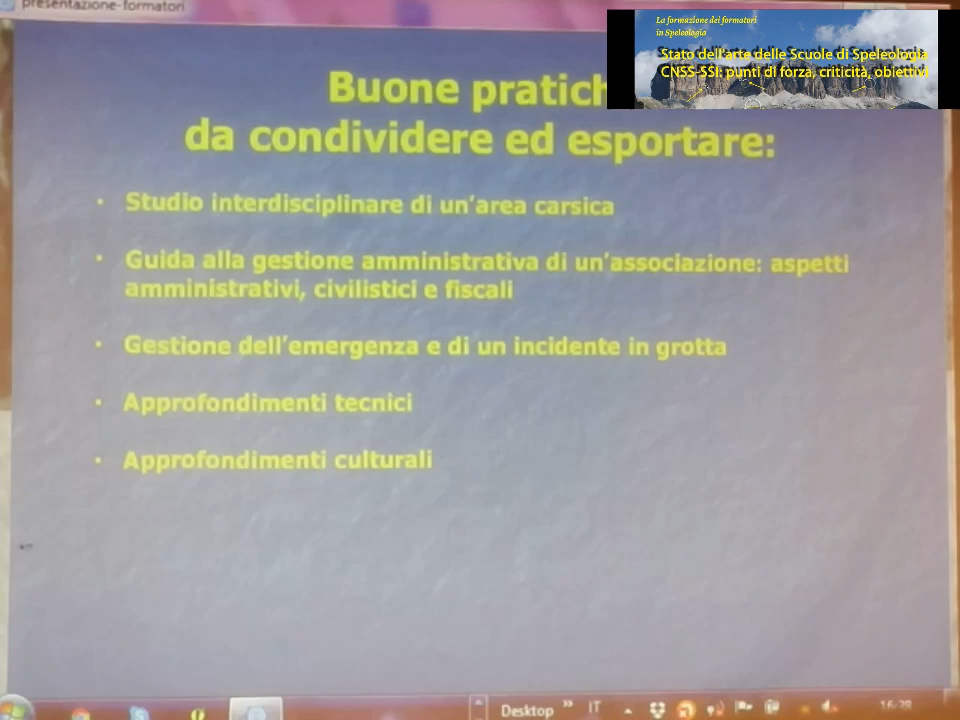 presentazione-formatori
La formazione dei formatori
in Speleologia
Stato dell'arte delle Scuole di Speleologia
CNSS-SSI: punti di forza, criticità, obiettivi
Buone pratich
da condividere ed esportare:
• Studio interdisciplinare di un'area carsica
• Guida alla gestione amministrativa di un'associazione: aspetti
amministrativi, civilistici e fiscali
• Gestione dell'emergenza e di un incidente in grotta
• Approfondimenti tecnici
• Approfondimenti culturali
Desktop » IT